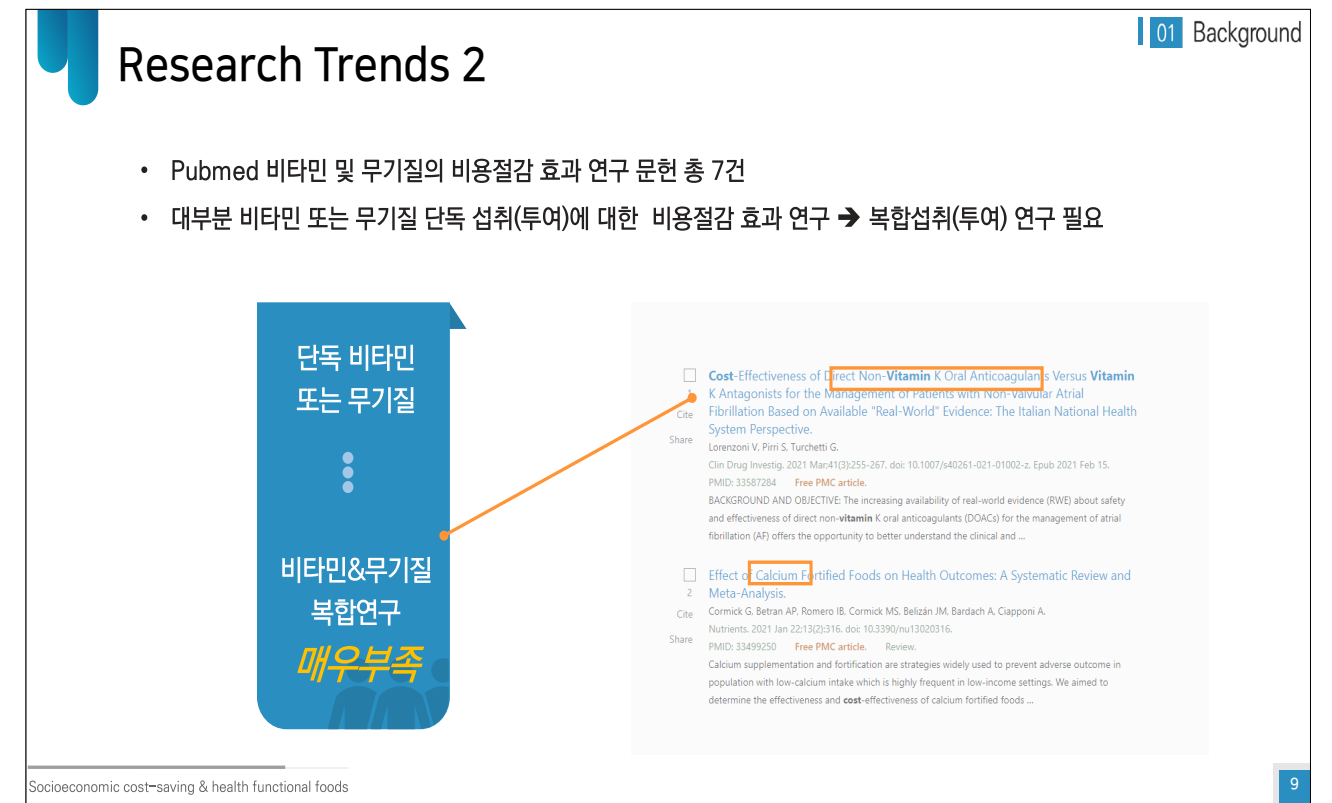 01 Background
Research Trends 2
• Pubmed 비타민 및 무기질의 비용절감 효과 연구 문헌 총 7건
• 대부분 비타민 또는 무기질 단독 섭취(투여)에 대한 비용절감 효과 연구 ➔ 복합섭취(투여) 연구 필요
단독 비타민
또는 무기질
비타민&무기질
복합연구
매우부족
Cost-Effectiveness of Direct Non-Vitamin K Oral Anticoagulants Versus Vitamin
K Antagonists for the Management of Patients with Non-Valvular Atrial
Cite
Fibrillation Based on Available "Real-World" Evidence: The Italian National Health
System Perspective.
Share
Lorenzoni V, Pirri S, Turchetti G.
Clin Drug Investig. 2021 Mar;41(3):255-267. doi: 10.1007/s40261-021-01002-z. Epub 2021 Feb 15.
PMID: 33587284 Free PMC article.
BACKGROUND AND OBJECTIVE: The increasing availability of real-world evidence (RWE) about safety
and effectiveness of direct non-vitamin K oral anticoagulants (DOACs) for the management of atrial
fibrillation (AF) offers the opportunity to better understand the clinical and ...
Effect of Calcium Fortified Foods on Health Outcomes: A Systematic Review and
2
Meta-Analysis.
Cite
Cormick G, Betran AP, Romero IB, Cormick MS, Belizán JM, Bardach A, Ciapponi A.
Nutrients. 2021 Jan 22;13(2):316. doi: 10.3390/nu13020316.
Share
PMID: 33499250 Free PMC article. Review.
Calcium supplementation and fortification are strategies widely used to prevent adverse outcome in
population with low-calcium intake which is highly frequent in low-income settings. We aimed to
determine the effectiveness and cost-effectiveness of calcium fortified foods ...
Socioeconomic cost-saving & health functional foods
9